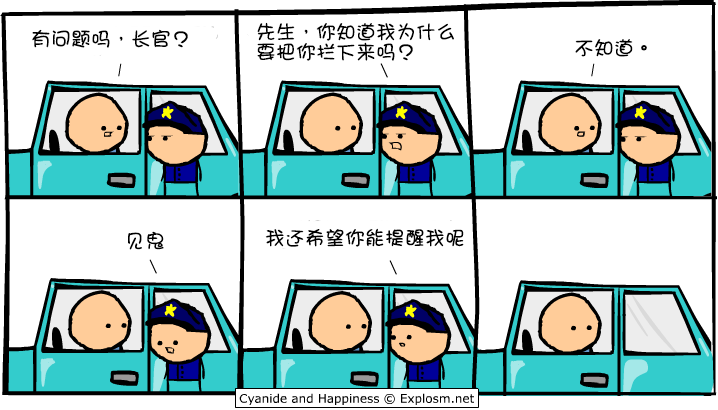 有问题吗，长官？
先生，你知道我为什么
要把你拦下来吗？
不知道。
见鬼
我还希望你能提醒我呢
Cyanide and Happiness © Explosm.net